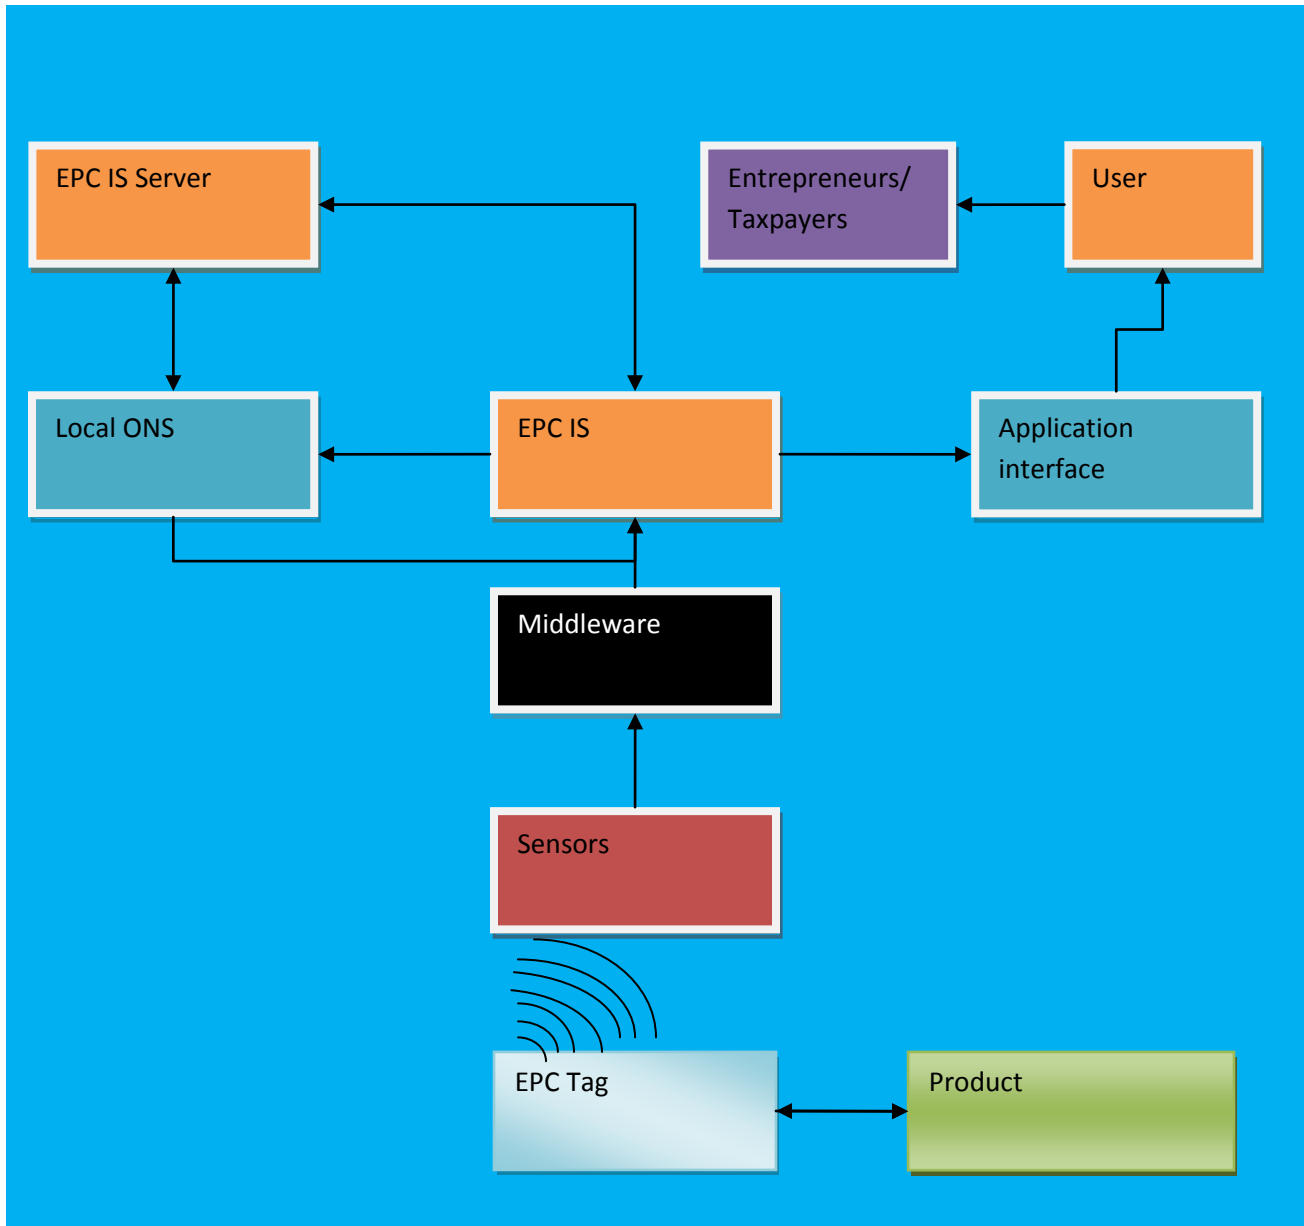 EPC IS Server
Entrepreneurs/
Taxpayers
User
Local ONS
EPC IS
Application
interface
Middleware
Sensors
EPC Tag
Product